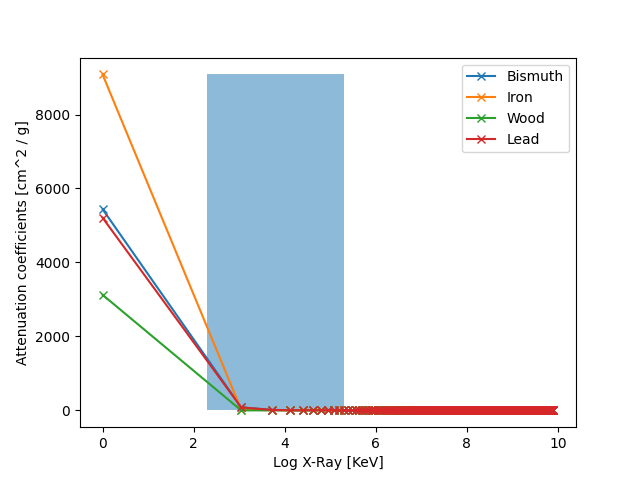 Bismuth
Iron
Wood
Lead
Attenuation coefficients [cm^2 / g]
8000
6000
4000
2000
0
0 2 4 6 8 10
Log X-Ray [KeV]